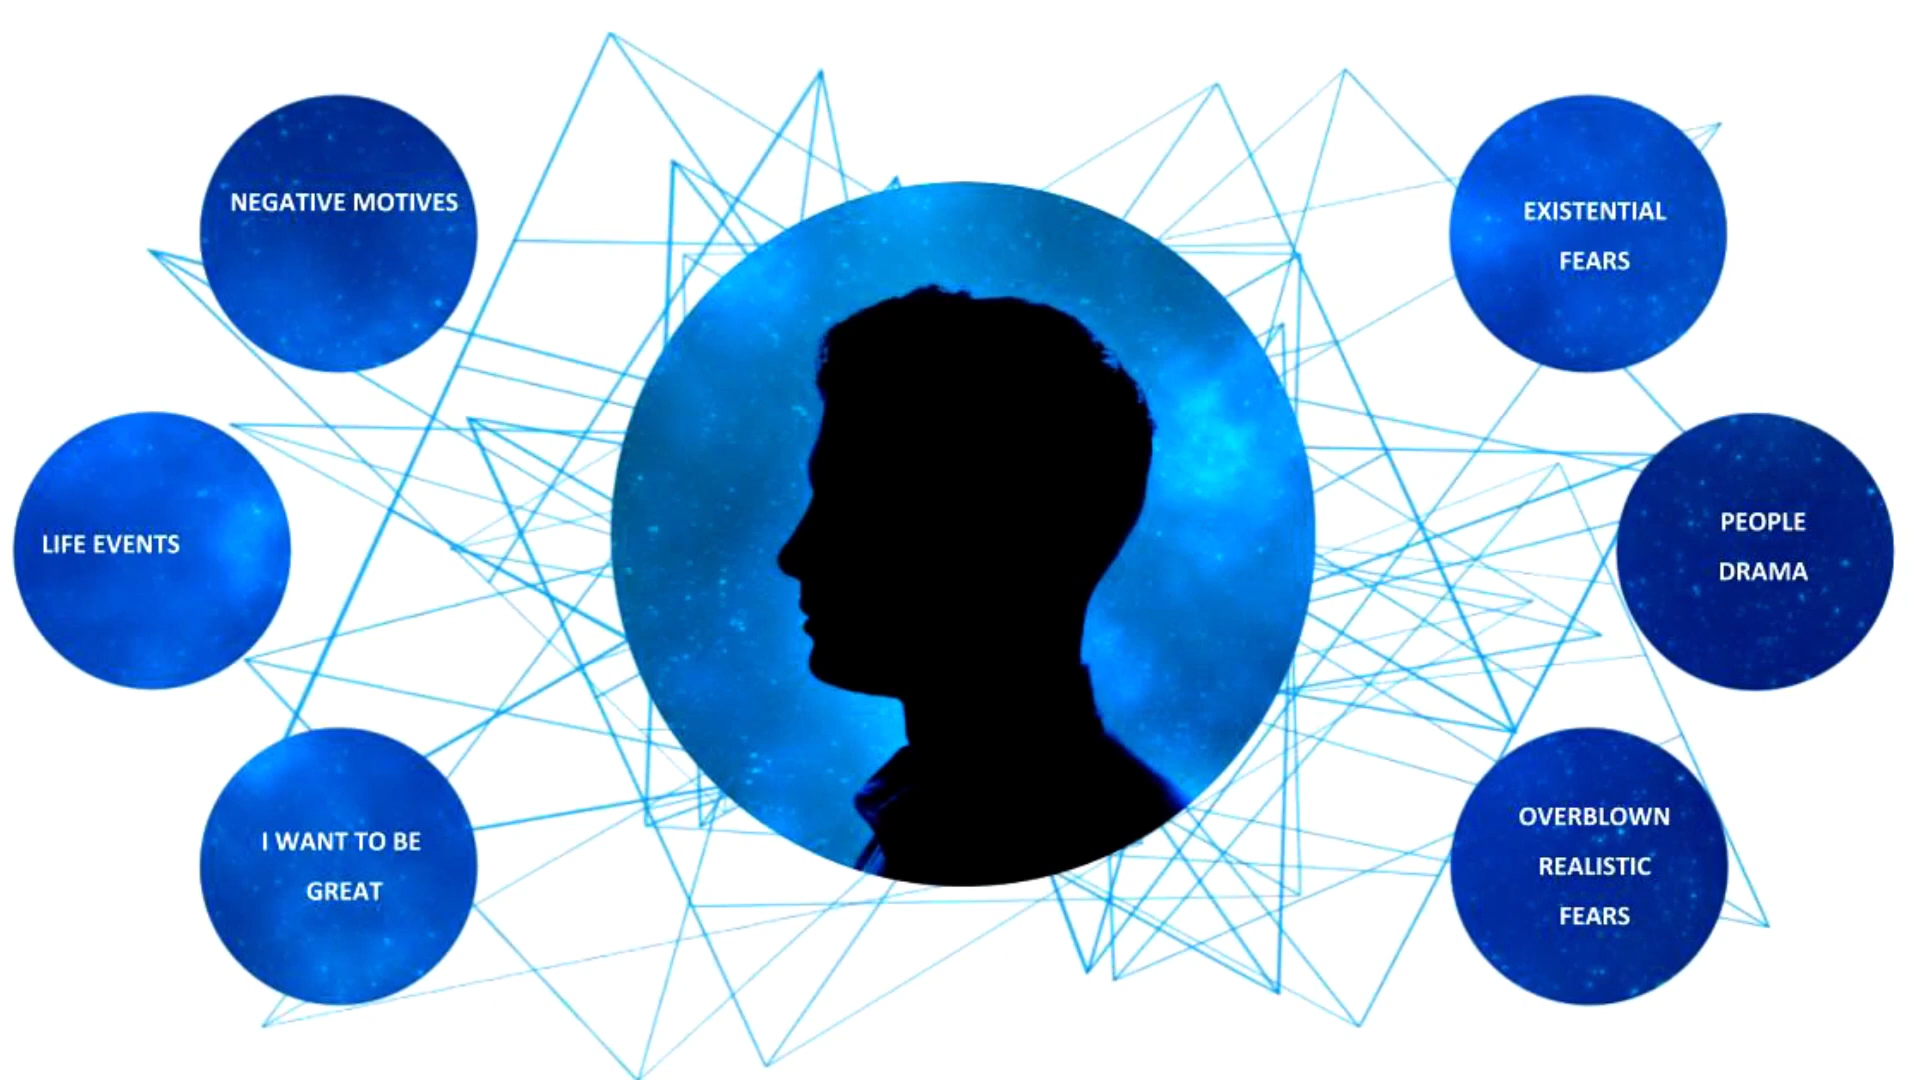 NEGATIVE MOTIVES
EXISTENTIAL
FEARS
LIFE EVENTS
PEOPLE
DRAMA
I WANT TO BE
GREAT
OVERBLOWN
REALISTIC
FEARS